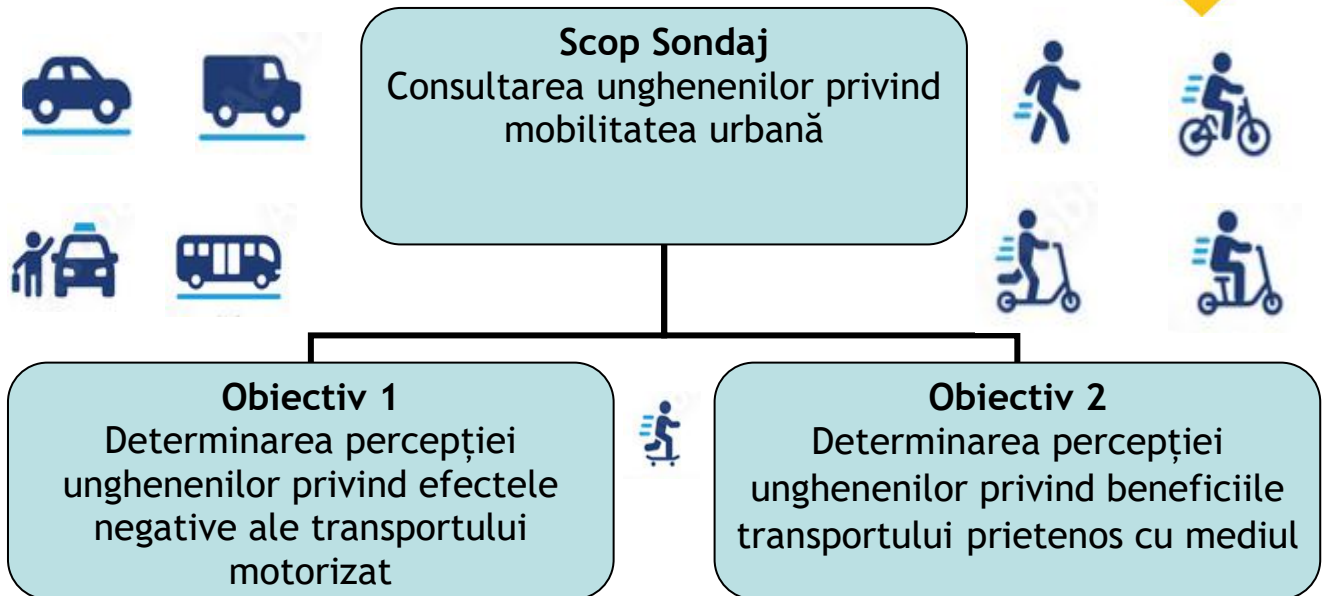 Scop Sondaj
Consultarea unghenenilor privind
mobilitatea urbană
Obiectiv 1
Determinarea percepției
unghenenilor privind efectele
negative ale transportului
motorizat
Obiectiv 2
Determinarea percepției
unghenenilor privind beneficiile
transportului prietenos cu mediul